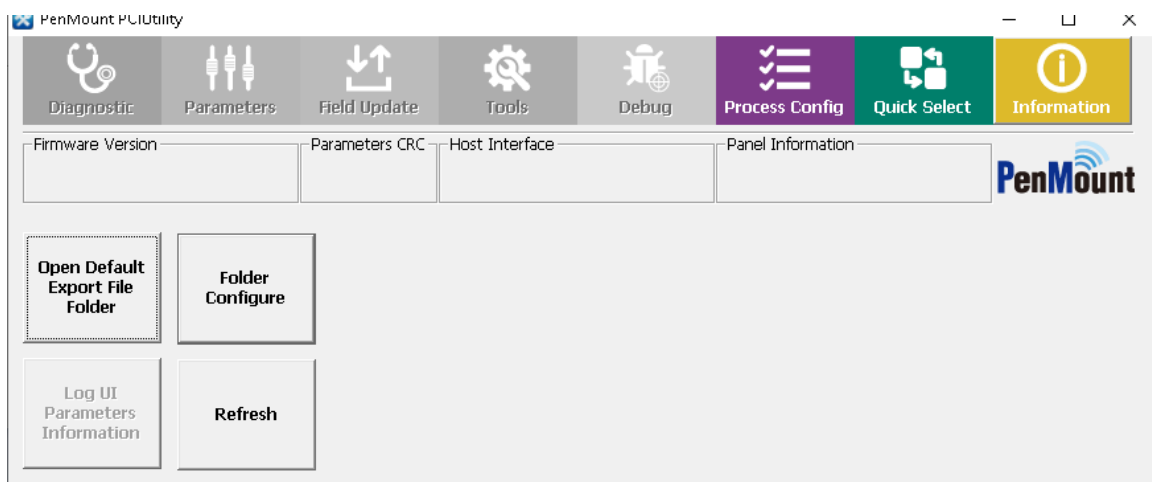 PenMount PCIUtility
Diagnostic
Parameters
Field Update
Tools
Debug
Process Config
Quick Select
Information
Firmware Version
Parameters CRC
Host Interface
Panel Information
PenMount
Open Default
Export File
Folder
Folder
Configure
Log UI
Parameters
Information
Refresh